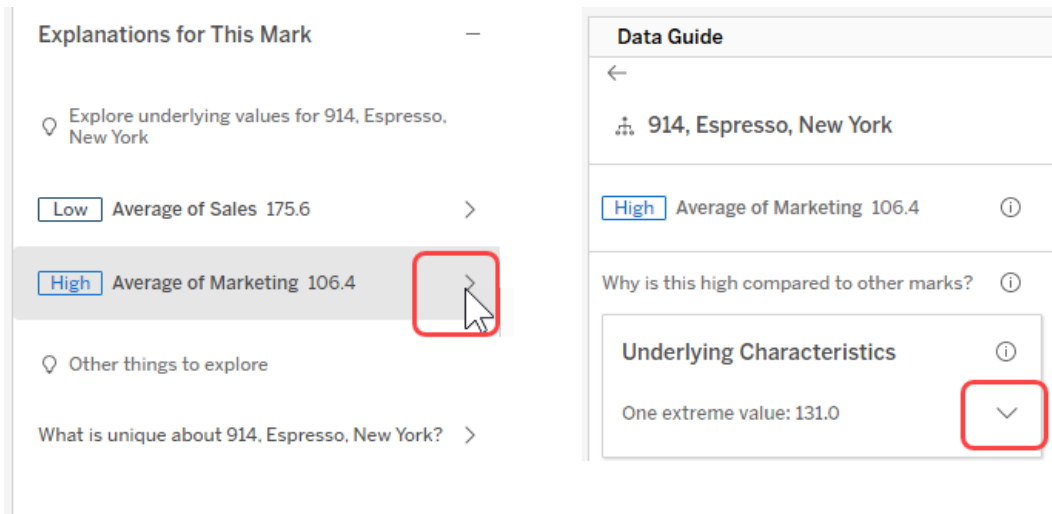 Explanations for This Mark
Explore underlying values for 914, Espresso,
New York
Low Average of Sales 175.6
High Average of Marketing 106.4
Other things to explore
What is unique about 914, Espresso, New York?
Data Guide
914, Espresso, New York
High Average of Marketing 106.4
Why is this high compared to other marks?
Underlying Characteristics
One extreme value: 131.0